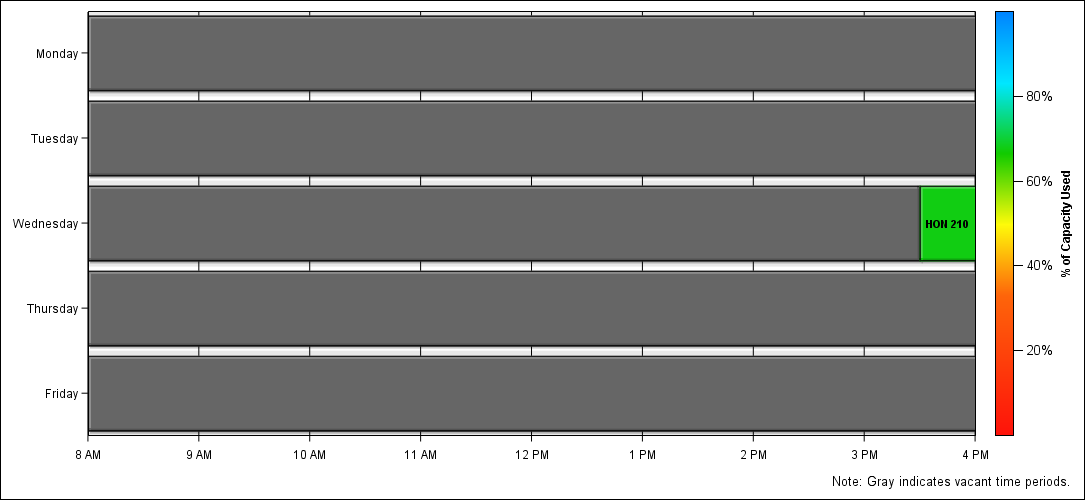 Monday
Tuesday
Wednesday
Thursday
Friday
HON 210
8 AM
9 AM
10 AM
11 AM
12 PM
1 PM
2 PM
3 PM
4 PM
80%
60%
40%
20%
% of Capacity Used
Note: Gray indicates vacant time periods.